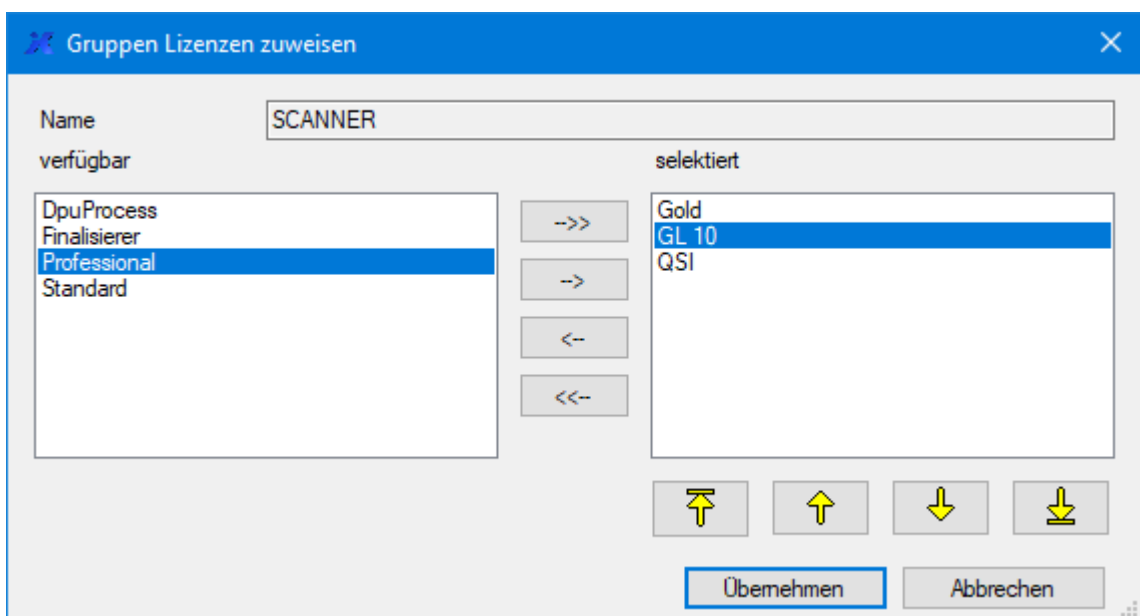 Gruppen Lizenzen zuweisen
Name SCANNER
verfügbar selektiert
DpuProcess
Finalisierer
Professional
Standard
-->>
-->
<--
<<--
Gold
GL 10
QSI
Übernehmen Abbrechen